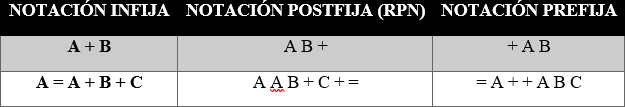 NOTACIÓN INFIJA NOTACIÓN POSTFIJA (RPN) NOTACIÓN PREFIJA
A + B A B + + A B
A = A + B + C A A B + C + = = A + + A B C